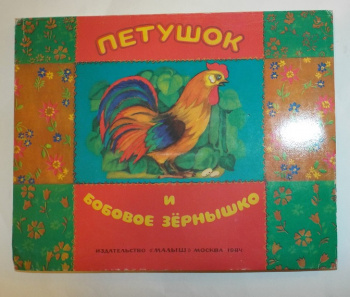 ПЕТУШОК
И
БОБОВОЕ ЗЁРНЫШКО
ИЗДАТЕЛЬСТВО «МАЛЫШ» МОСКВА